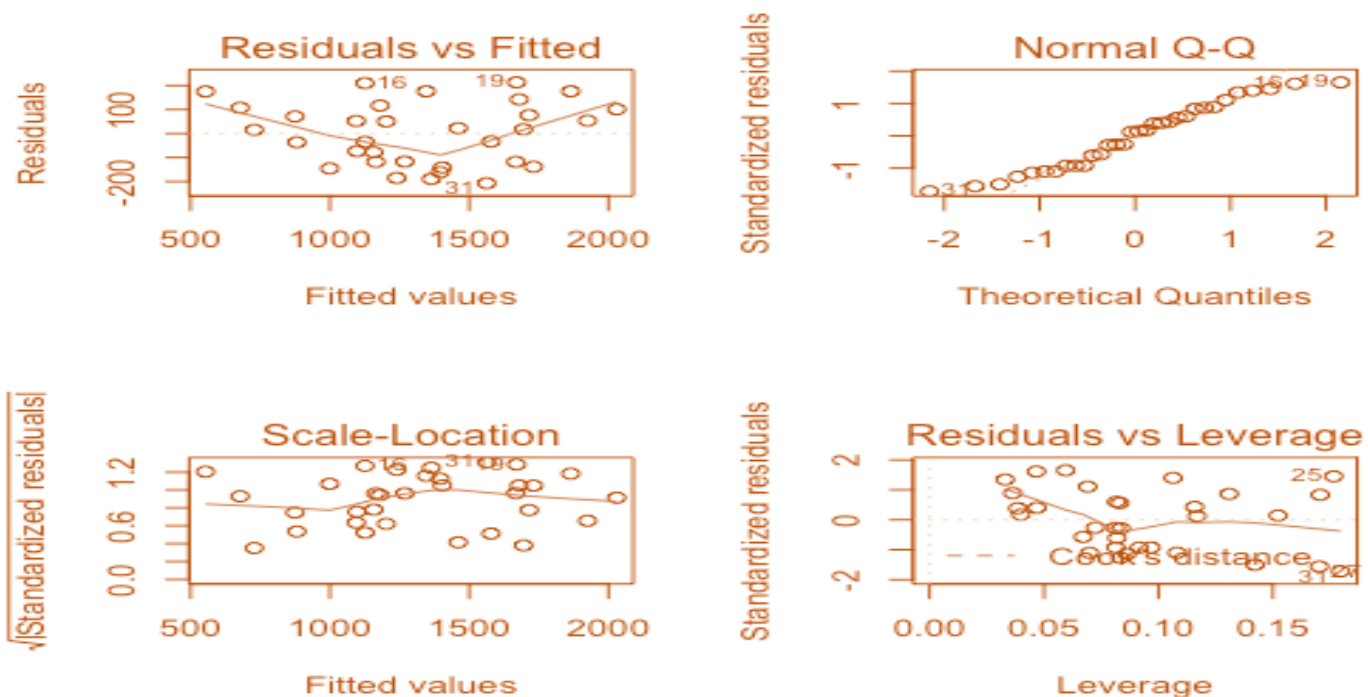 Residuals vs Fitted
Residuals
100
-200
16
19
31
500 1000 1500 2000
Fitted values
Normal Q-Q
Standardized residuals
1
-1
16 19
31
-2 -1 0 1 2
Theoretical Quantiles
Scale-Location
√|Standardized residuals|
1.2
0.6
0.0
16
31
19
500 1000 1500 2000
Fitted values
Residuals vs Leverage
Standardized residuals
2
0
-2
25
Cook's distance
31
0.00 0.05 0.10 0.15
Leverage